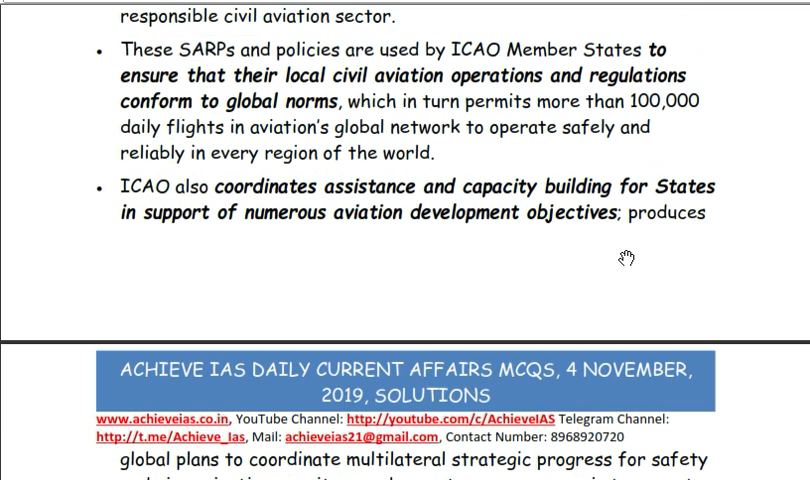 responsible civil aviation sector.
• These SARPs and policies are used by ICAO Member States to
ensure that their local civil aviation operations and regulations
conform to global norms, which in turn permits more than 100,000
daily flights in aviation's global network to operate safely and
reliably in every region of the world.
• ICAO also coordinates assistance and capacity building for States
in support of numerous aviation development objectives; produces
ACHIEVE IAS DAILY CURRENT AFFAIRS MCQS, 4 NOVEMBER,
2019, SOLUTIONS
www.achieveias.co.in, YouTube Channel: http://youtube.com/c/AchieveIAS Telegram Channel:
http://t.me/Achieve_Ias, Mail: achieveias21@gmail.com, Contact Number: 8968920720
global plans to coordinate multilateral strategic progress for safety